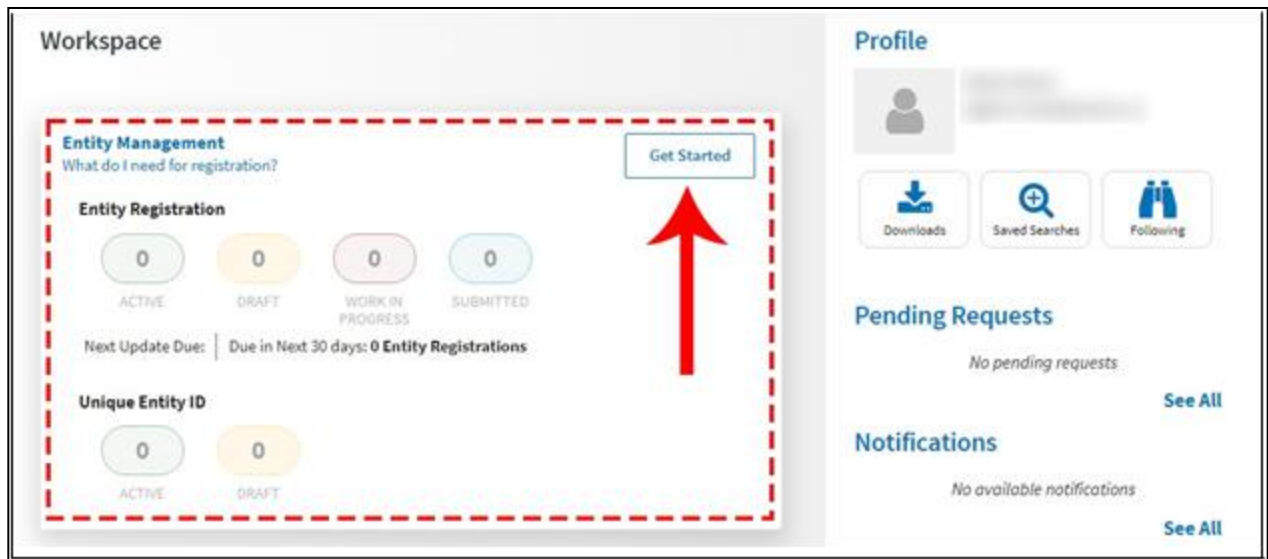 Workspace
Entity Management
What do I need for registration?
Get Started
Entity Registration
0 0 0 0
ACTIVE DRAFT WORK IN PROGRESS SUBMITTED
Next Update Due: Due in Next 30 days: 0 Entity Registrations
Unique Entity ID
0 0
ACTIVE DRAFT
Profile
Downloads Saved Searches Following
Pending Requests
No pending requests
See All
Notifications
No available notifications
See All